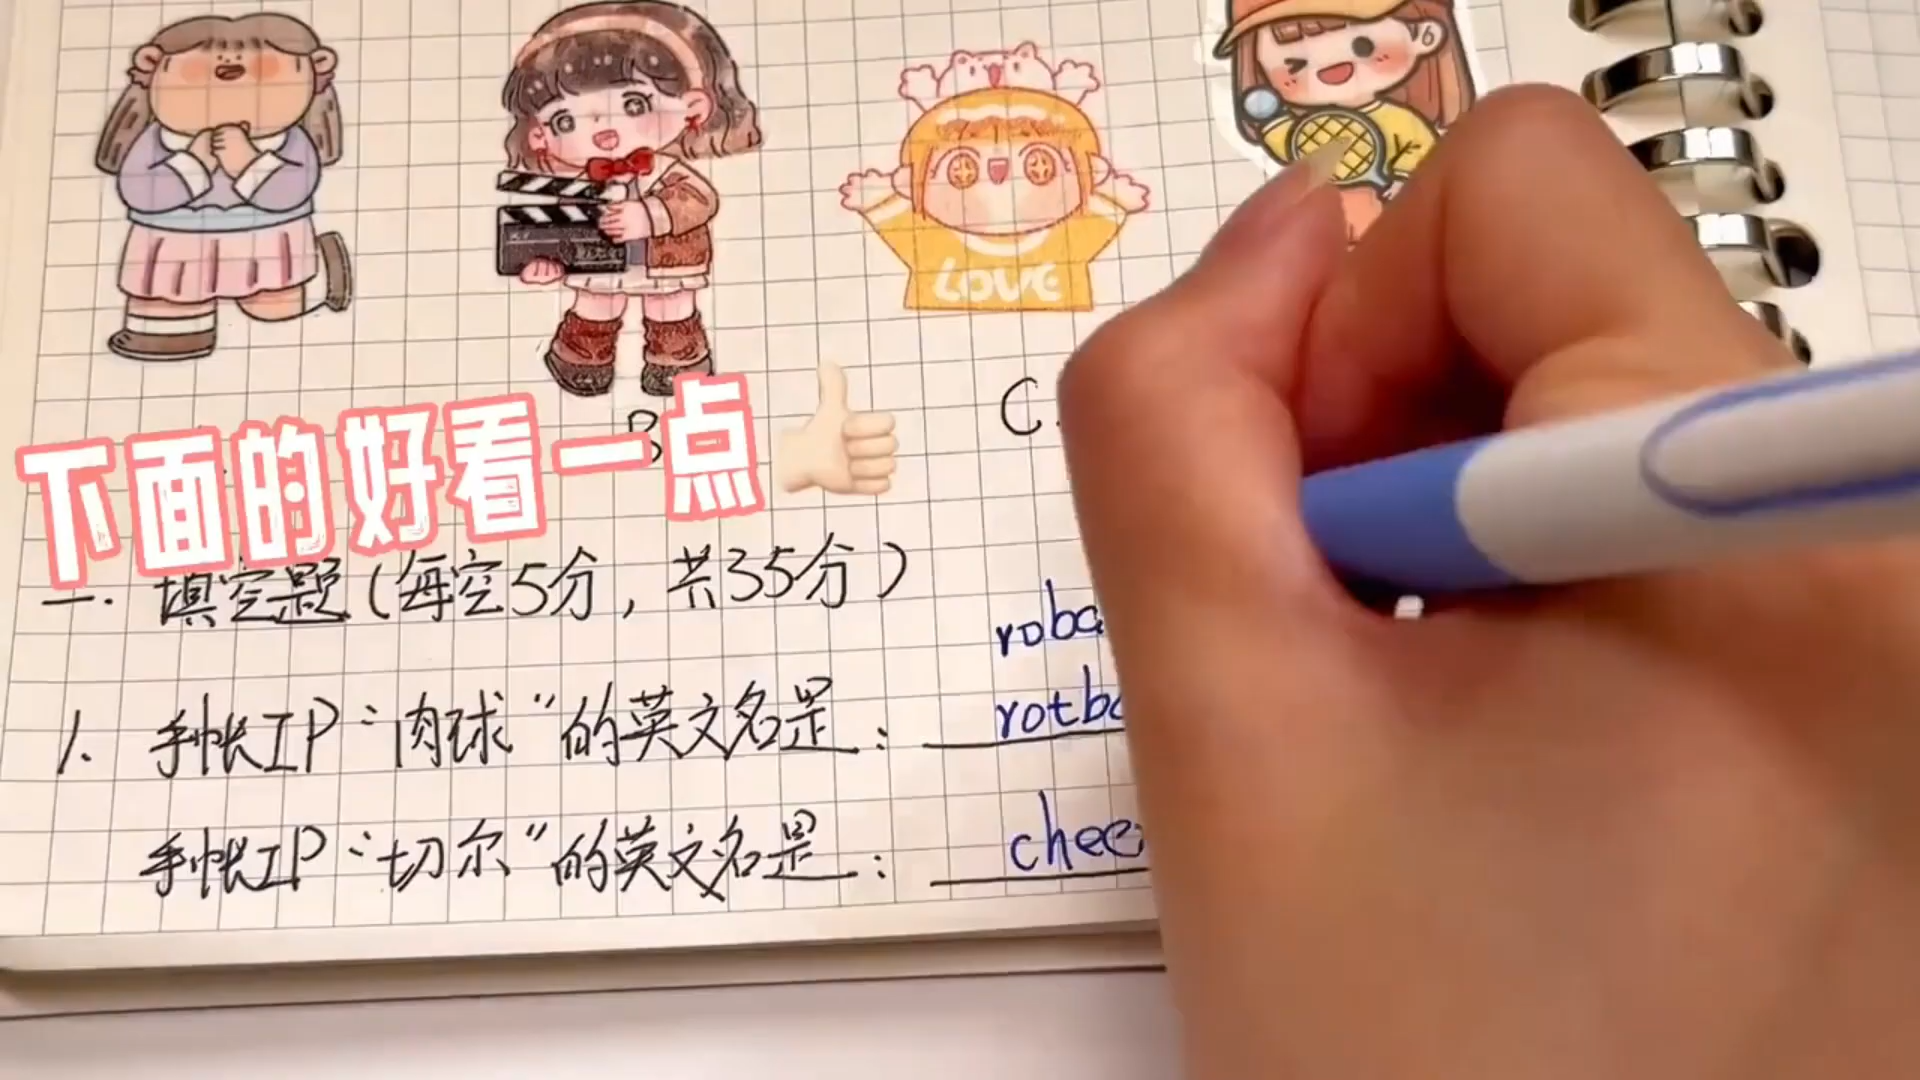 LOVE
B
C.
下面的好看一点
一. 填空题(每空5分，共35分)
roba
1. 手帐IP“肉球”的英文名是: rotba
手帐IP“切尔”的英文名是: chee